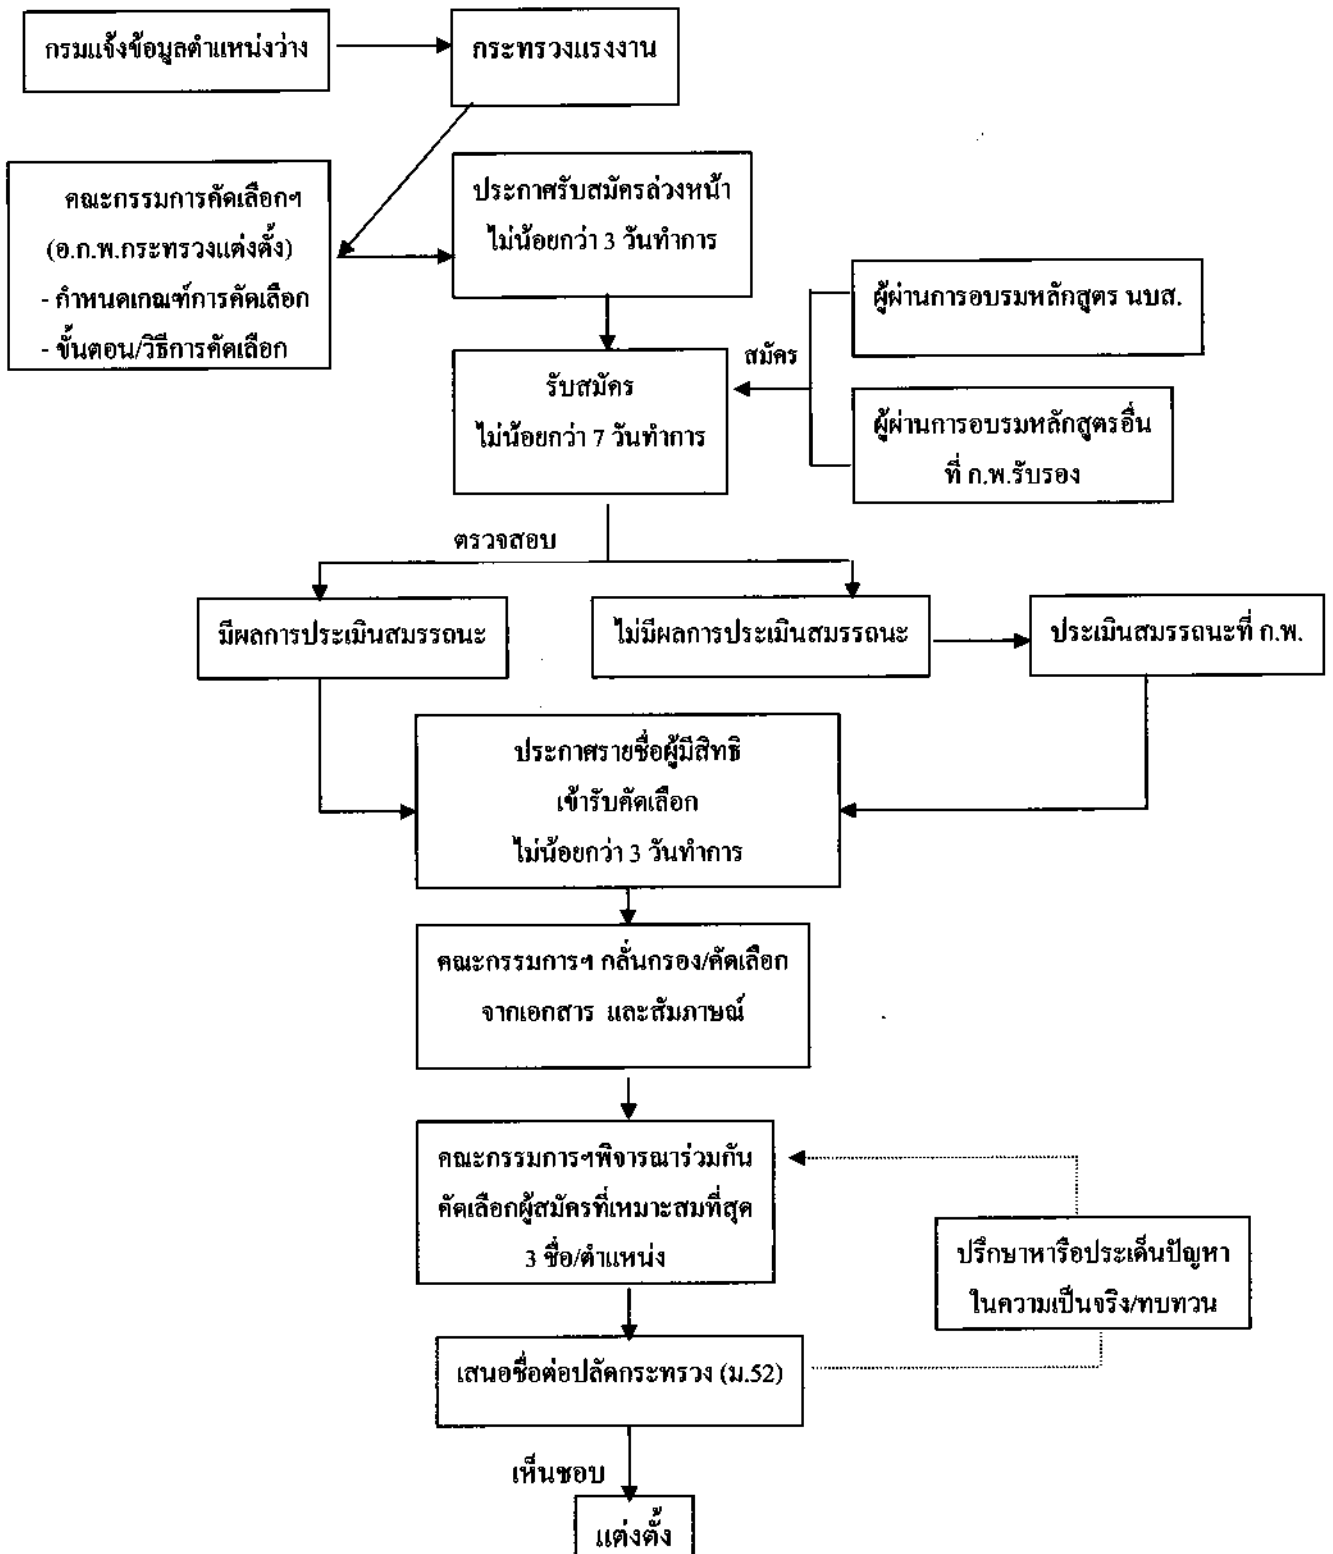 กรมแจ้งข้อมูลตำแหน่งว่าง
กระทรวงแรงงาน
คณะกรรมการคัดเลือกฯ
(อ.ก.พ.กระทรวงแต่งตั้ง)
- กำหนดเกณฑ์การคัดเลือก
- ขั้นตอน/วิธีการคัดเลือก
ประกาศรับสมัครล่วงหน้า
ไม่น้อยกว่า 3 วันทำการ
ผู้ผ่านการอบรมหลักสูตร นบส.
สมัคร
รับสมัคร
ไม่น้อยกว่า 7 วันทำการ
ผู้ผ่านการอบรมหลักสูตรอื่น
ที่ ก.พ.รับรอง
ตรวจสอบ
มีผลการประเมินสมรรถนะ
ไม่มีผลการประเมินสมรรถนะ
ประเมินสมรรถนะที่ ก.พ.
ประกาศรายชื่อผู้มีสิทธิ
เข้ารับคัดเลือก
ไม่น้อยกว่า 3 วันทำการ
คณะกรรมการฯ กลั่นกรอง/คัดเลือก
จากเอกสาร และสัมภาษณ์
คณะกรรมการฯพิจารณาร่วมกัน
คัดเลือกผู้สมัครที่เหมาะสมที่สุด
3 ชื่อ/ตำแหน่ง
ปรึกษาหารือประเด็นปัญหา
ในความเป็นจริง/ทบทวน
เสนอชื่อต่อปลัดกระทรวง (ม.52)
เห็นชอบ
แต่งตั้ง